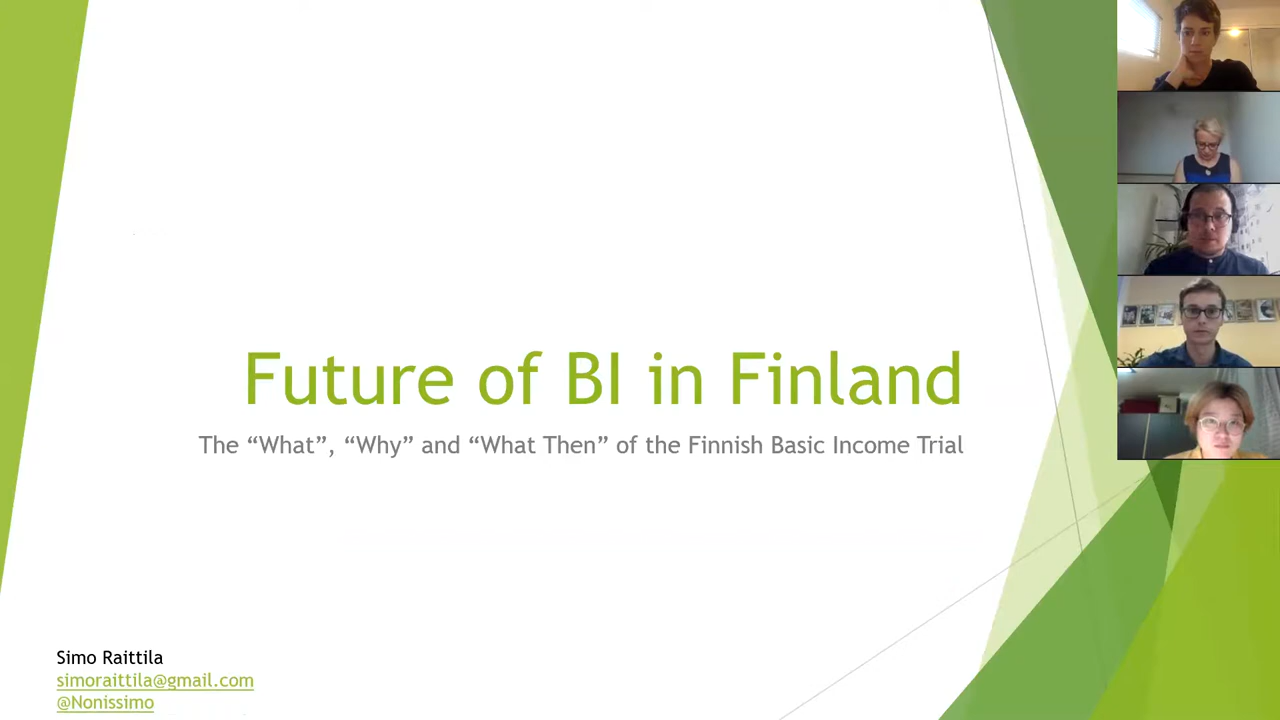 Future of BI in Finland
The “What”, “Why” and “What Then” of the Finnish Basic Income Trial
Simo Raittila
simoraittila@gmail.com
@Nonissimo